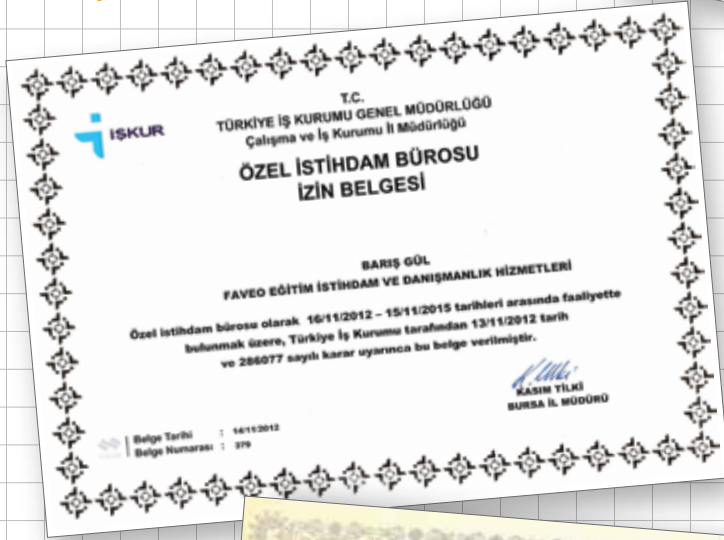 İŞKUR
T.C.
TÜRKİYE İŞ KURUMU GENEL MÜDÜRLÜĞÜ
Çalışma ve İş Kurumu İl Müdürlüğü
ÖZEL İSTİHDAM BÜROSU
İZİN BELGESİ
BARIŞ GÜL
FAVEO EĞİTİM İSTİHDAM VE DANIŞMANLIK HİZMETLERİ
Özel istihdam bürosu olarak 16/11/2012 – 15/11/2015 tarihleri arasında faaliyette
bulunmak üzere, Türkiye İş Kurumu tarafından 13/11/2012 tarih
ve 286077 sayılı karar uyarınca bu belge verilmiştir.
KASIM TİLKİ
BURSA İL MÜDÜRÜ
Belge Tarihi : 14/11/2012
Belge Numarası : 379